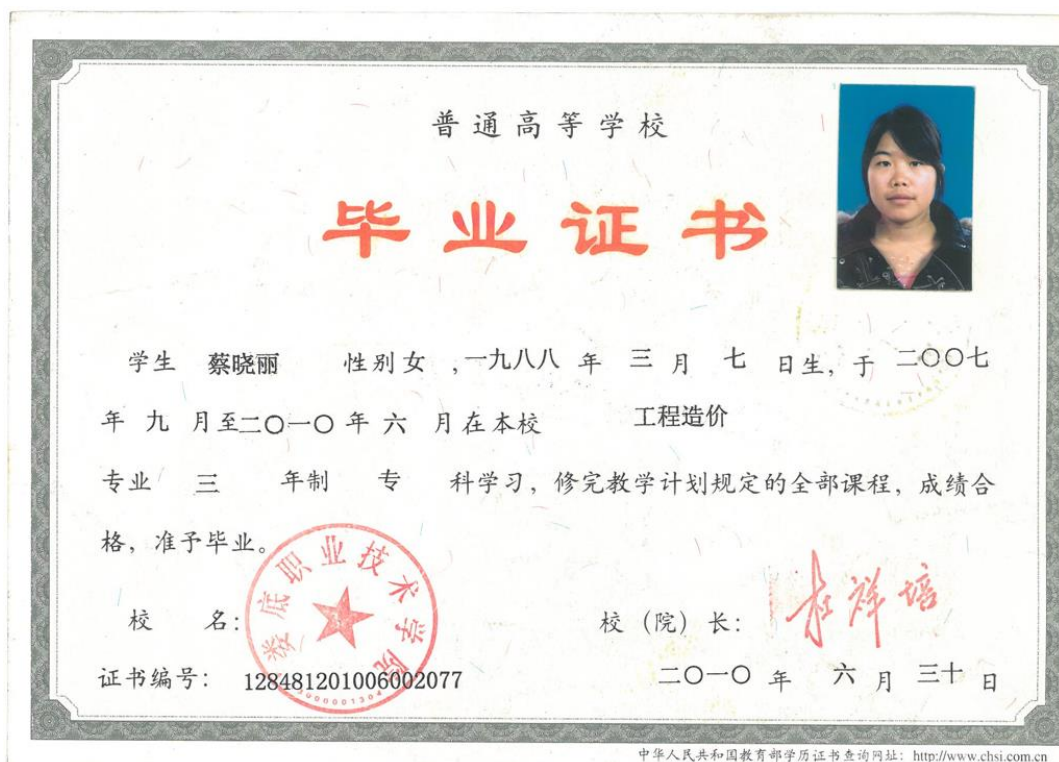 普通高等学校
毕业证书
学生 蔡晓丽 性别 女 ,一九八八 年 三 月 七 日生, 于 二〇〇七
年 九 月至二〇一〇 年 六 月在本校 工程造价
专业 三 年制 专 科学习, 修完教学计划规定的全部课程, 成绩合
格, 准予毕业。
娄底职业技术学院
校 名:
校 (院) 长:
证书编号: 128481201006002077
二〇一〇 年 六 月 三十 日
中华人民共和国教育部学历证书查询网址: http://www.chsi.com.cn